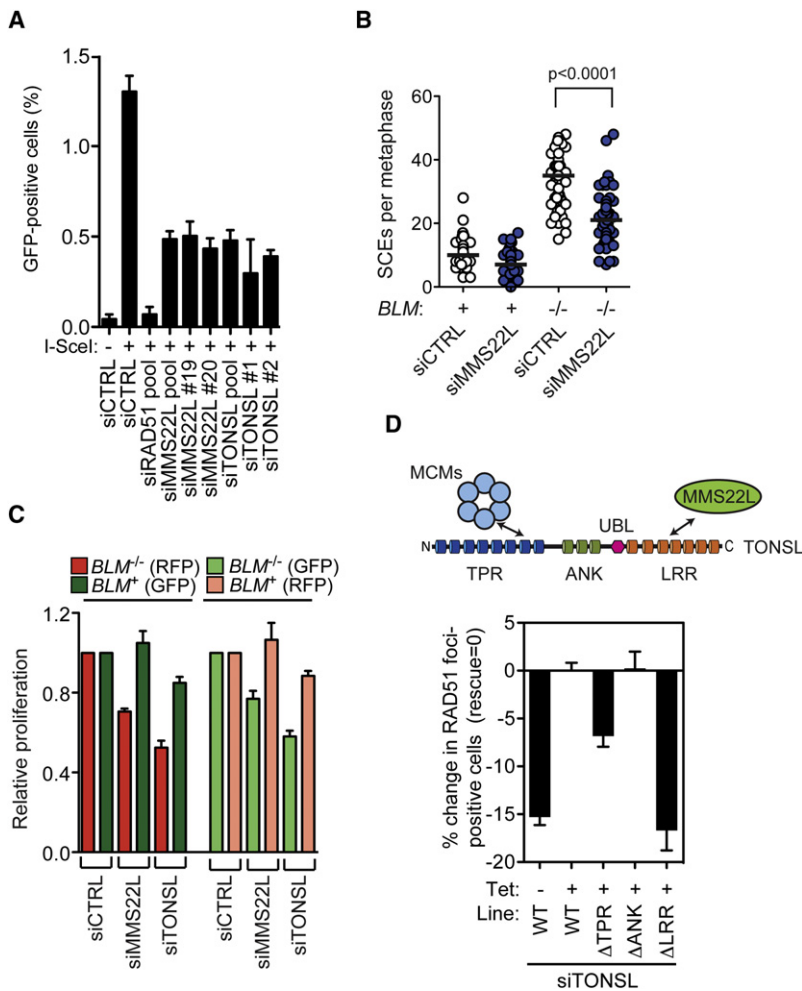 A
GFP-positive cells (%)
1.5
1.0
0.5
0.0
I-SceI: - + + + + + + + +
siCTRL
siCTRL
siRAD51 pool
siMMS22L pool
siMMS22L #19
siMMS22L #20
siTONSL pool
siTONSL #1
siTONSL #2
B
p<0.0001
SCEs per metaphase
60
40
20
0
BLM: + + -/- -/-
siCTRL
siMMS22L
siCTRL
siMMS22L
C
BLM-/- (RFP)
BLM+ (GFP)
BLM-/- (GFP)
BLM+ (RFP)
Relative proliferation
1.2
0.8
0.4
0.0
siCTRL
siMMS22L
siTONSL
siCTRL
siMMS22L
siTONSL
D
MCMs
MMS22L
UBL
N
C
TONSL
TPR
ANK
LRR
% change in RAD51 foci-
positive cells (rescue=0)
5
0
-5
-10
-15
-20
Tet: - + + + +
Line:
WT
WT
ΔTPR
ΔANK
ΔLRR
siTONSL